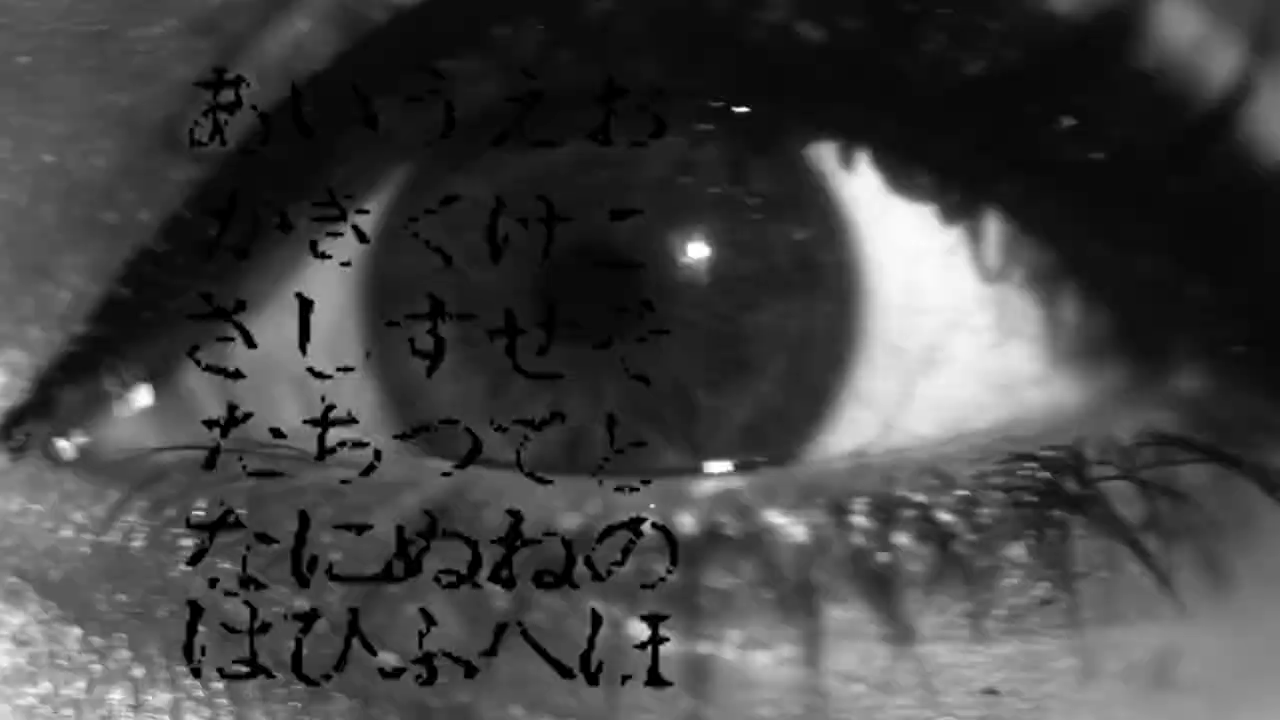 あいうえお
かきくけこ
さしすせそ
たちつてと
なにぬねの
はひふへほ